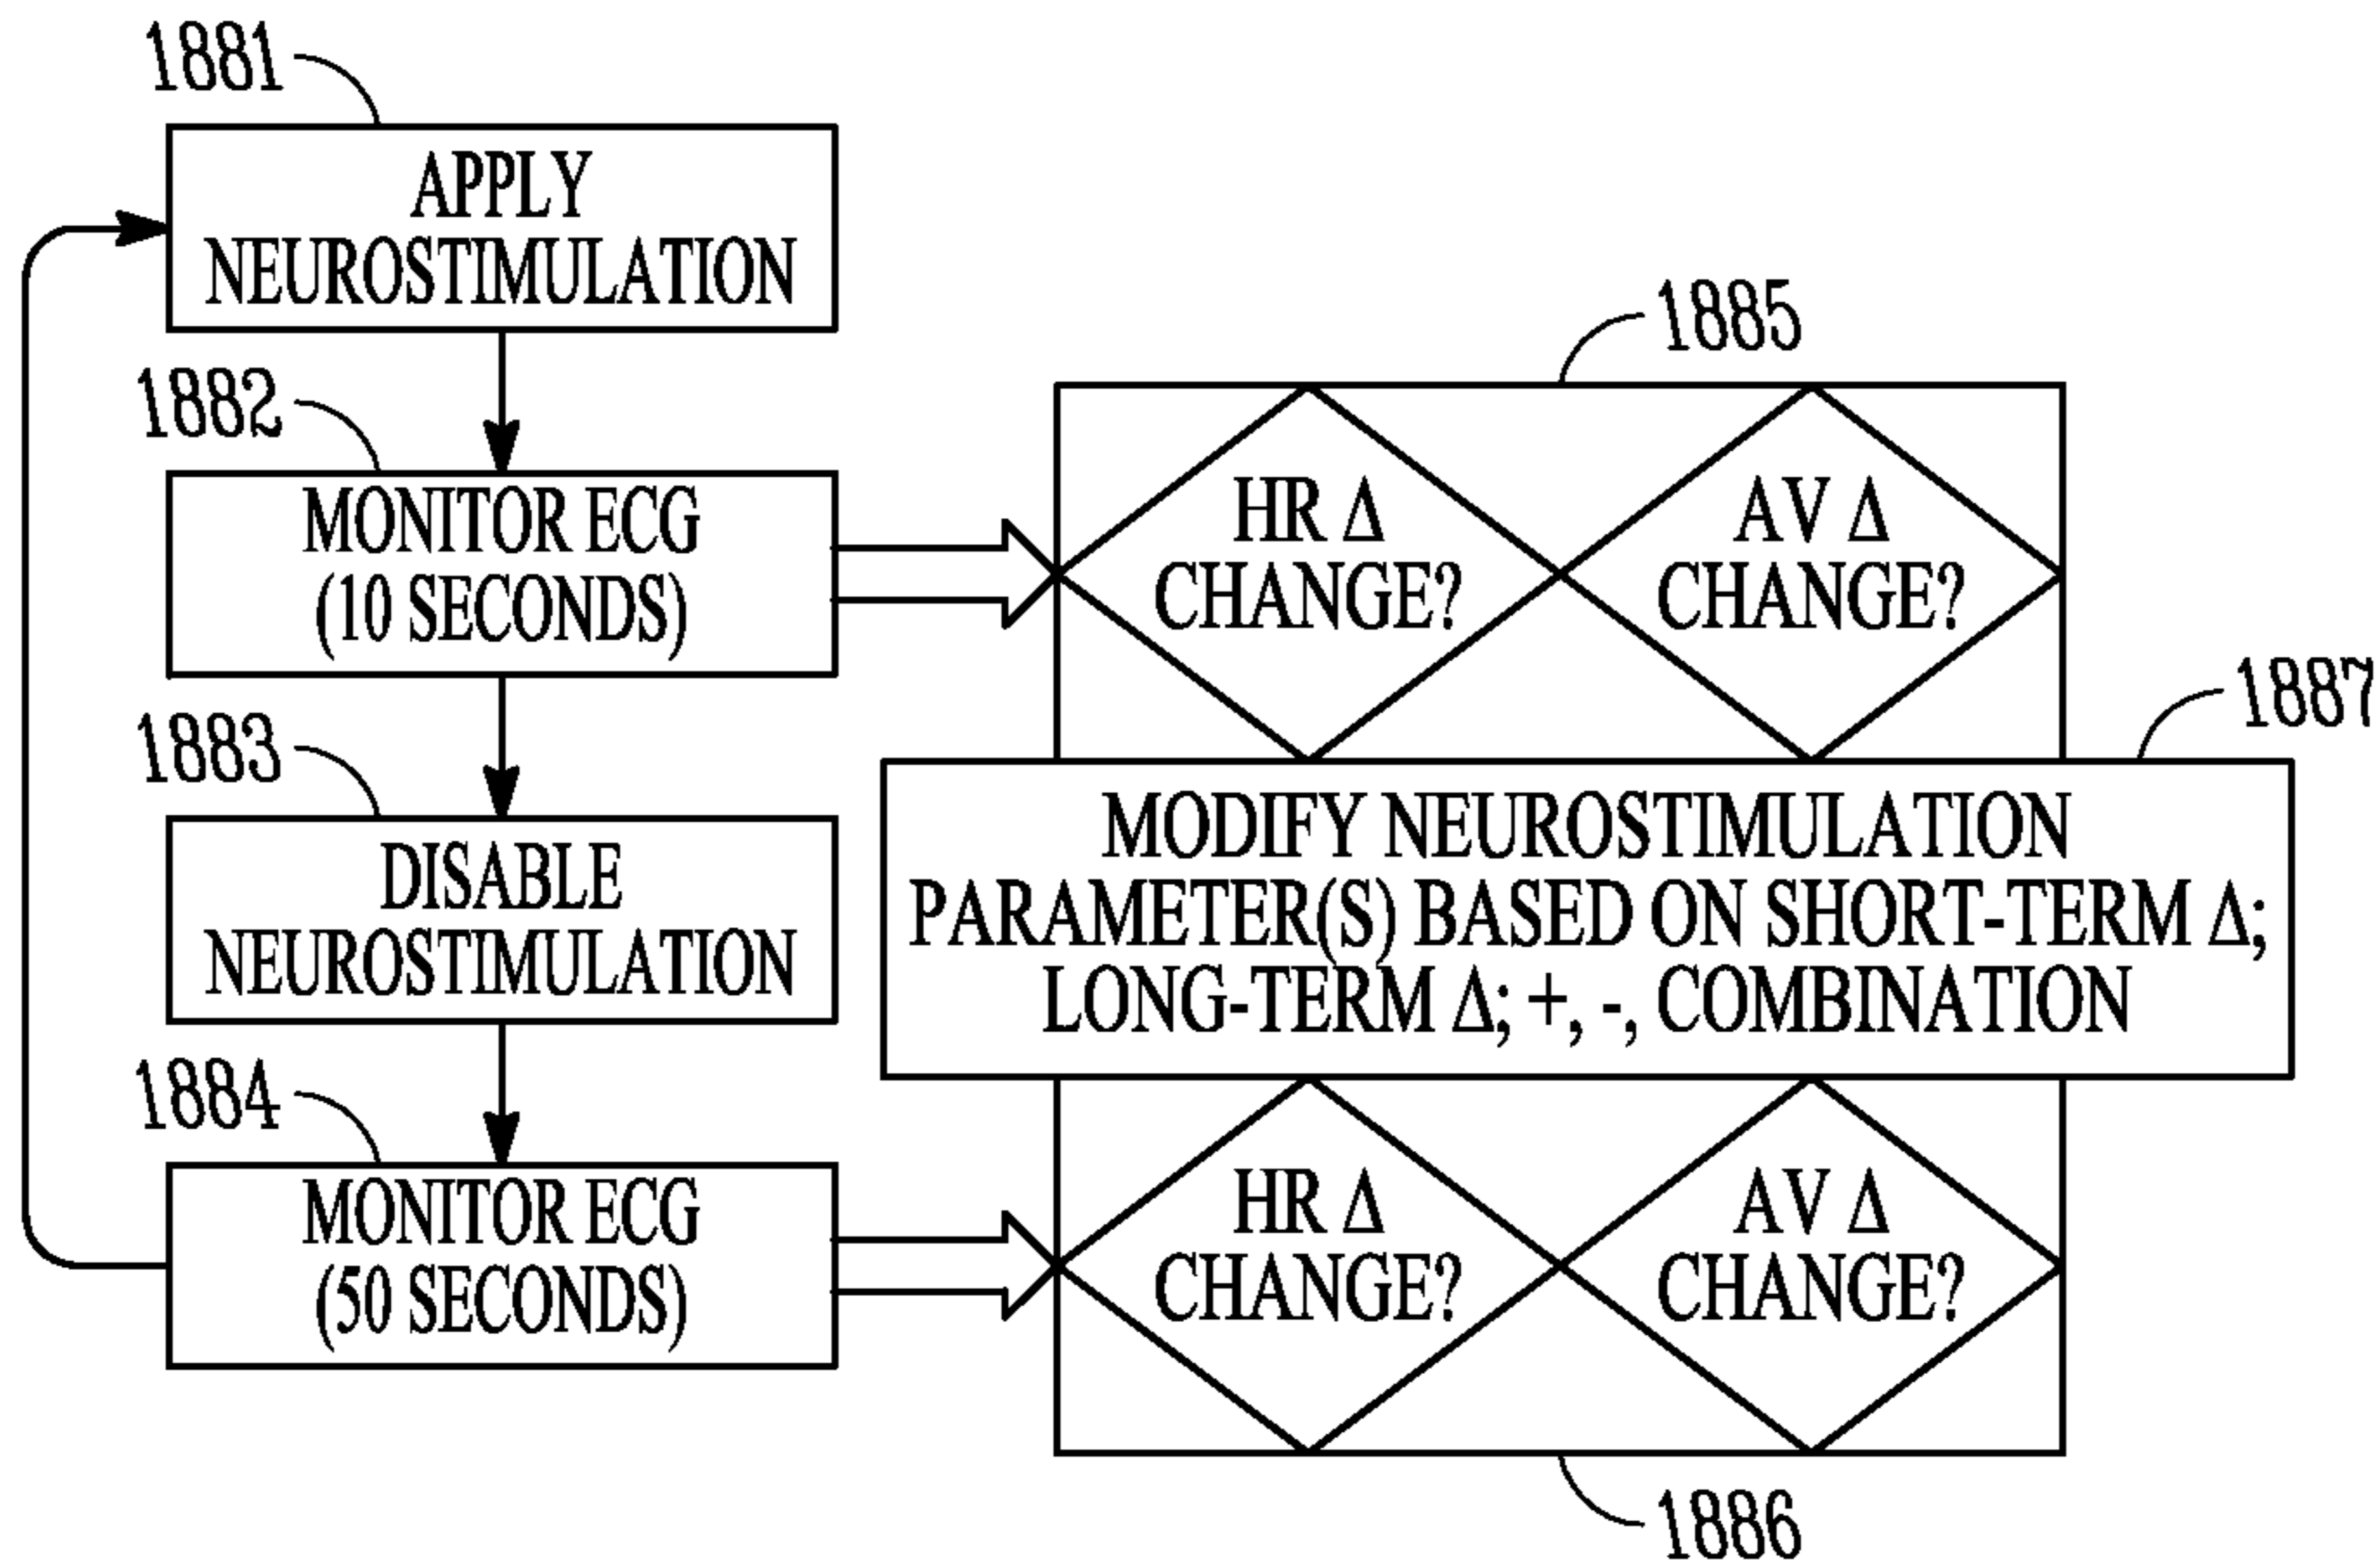 1881
APPLY
NEUROSTIMULATION
1882
MONITOR ECG
(10 SECONDS)
1883
DISABLE
NEUROSTIMULATION
1884
MONITOR ECG
(50 SECONDS)
1885
HR Δ
CHANGE?
AV Δ
CHANGE?
1887
MODIFY NEUROSTIMULATION
PARAMETER(S) BASED ON SHORT-TERM Δ;
LONG-TERM Δ; +, -, COMBINATION
HR Δ
CHANGE?
AV Δ
CHANGE?
1886